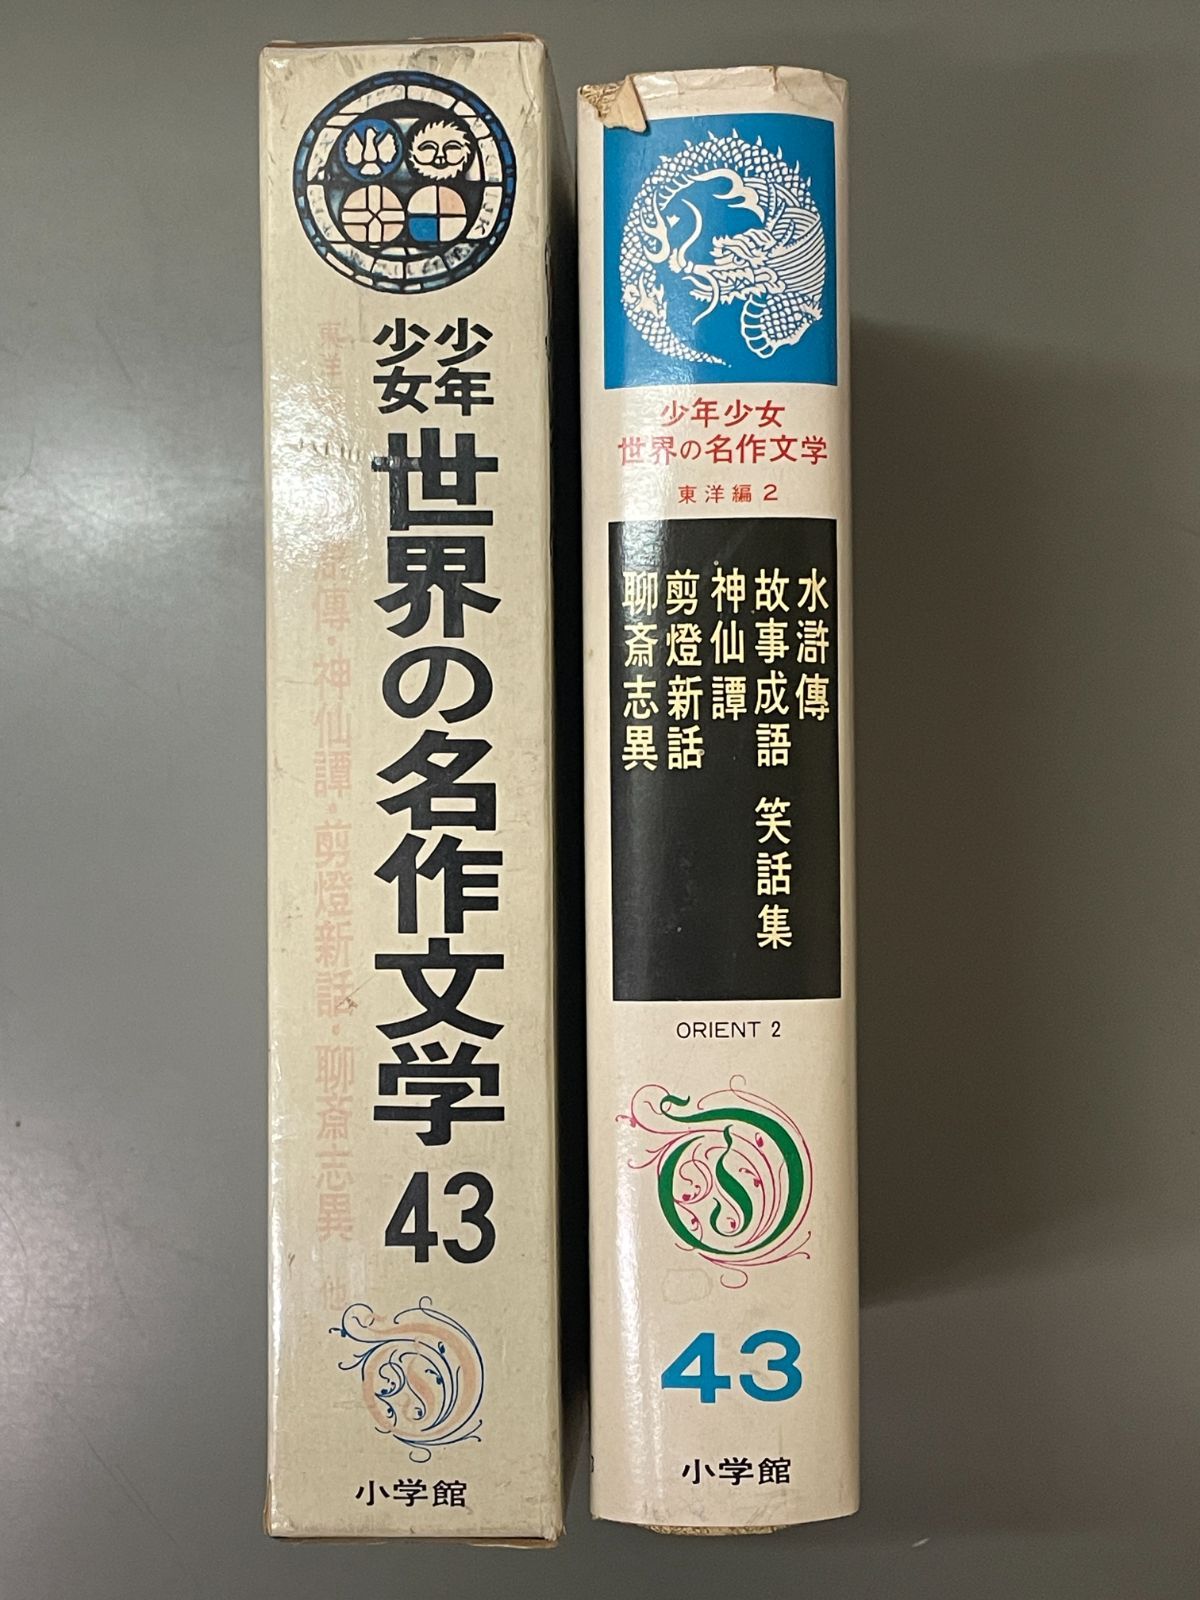 少年
少女
世界の名作文学 43
東洋
傳・神仙譚・剪燈新話・聊斎志異 他
小学館
少年少女
世界の名作文学
東洋編 2
水滸傳
故事成語 笑話集
神仙譚
剪燈新話
聊斎志異
ORIENT 2
43
小学館